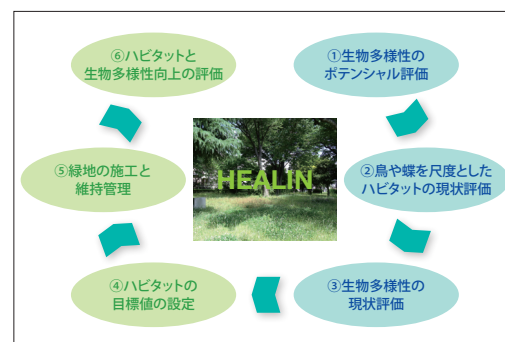 ①生物多様性の
ポテンシャル評価
②鳥や蝶を尺度とした
ハビタットの現状評価
③生物多様性の
現状評価
④ハビタットの
目標値の設定
⑤緑地の施工と
維持管理
⑥ハビタットと
生物多様性向上の評価
HEALIN